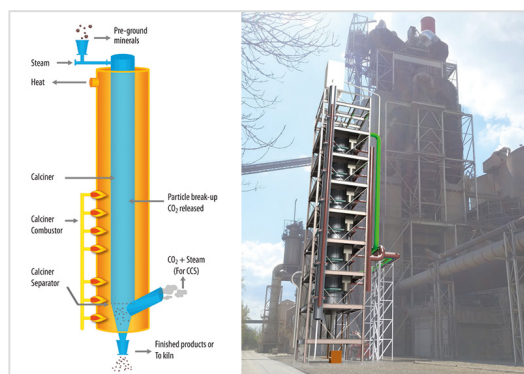 Pre-ground
minerals
Steam
Heat
Calciner
Particle break-up
CO₂ released
Calciner
Combustor
CO₂ + Steam
(For CCS)
Calciner
Separator
Finished products or
To kiln